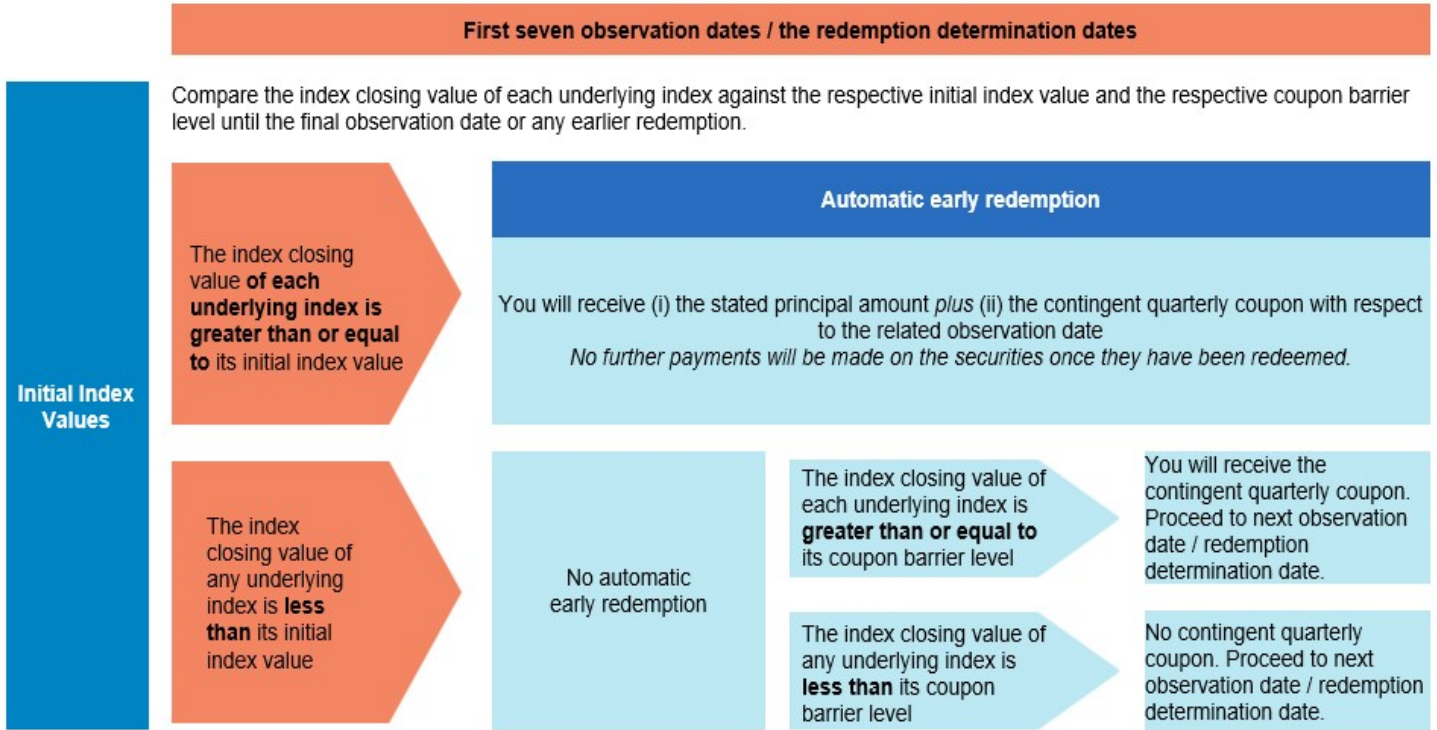 First seven observation dates / the redemption determination dates
Compare the index closing value of each underlying index against the respective initial index value and the respective coupon barrier
level until the final observation date or any earlier redemption.
Initial Index
Values
The index closing
value of each
underlying index is
greater than or equal
to its initial index value
Automatic early redemption
You will receive (i) the stated principal amount plus (ii) the contingent quarterly coupon with respect
to the related observation date
No further payments will be made on the securities once they have been redeemed.
The index
closing value of
any underlying
index is less
than its initial
index value
No automatic
early redemption
The index closing value of
each underlying index is
greater than or equal to
its coupon barrier level
You will receive the
contingent quarterly coupon.
Proceed to next observation
date / redemption
determination date.
The index closing value of
any underlying index is
less than its coupon
barrier level
No contingent quarterly
coupon. Proceed to next
observation date / redemption
determination date.